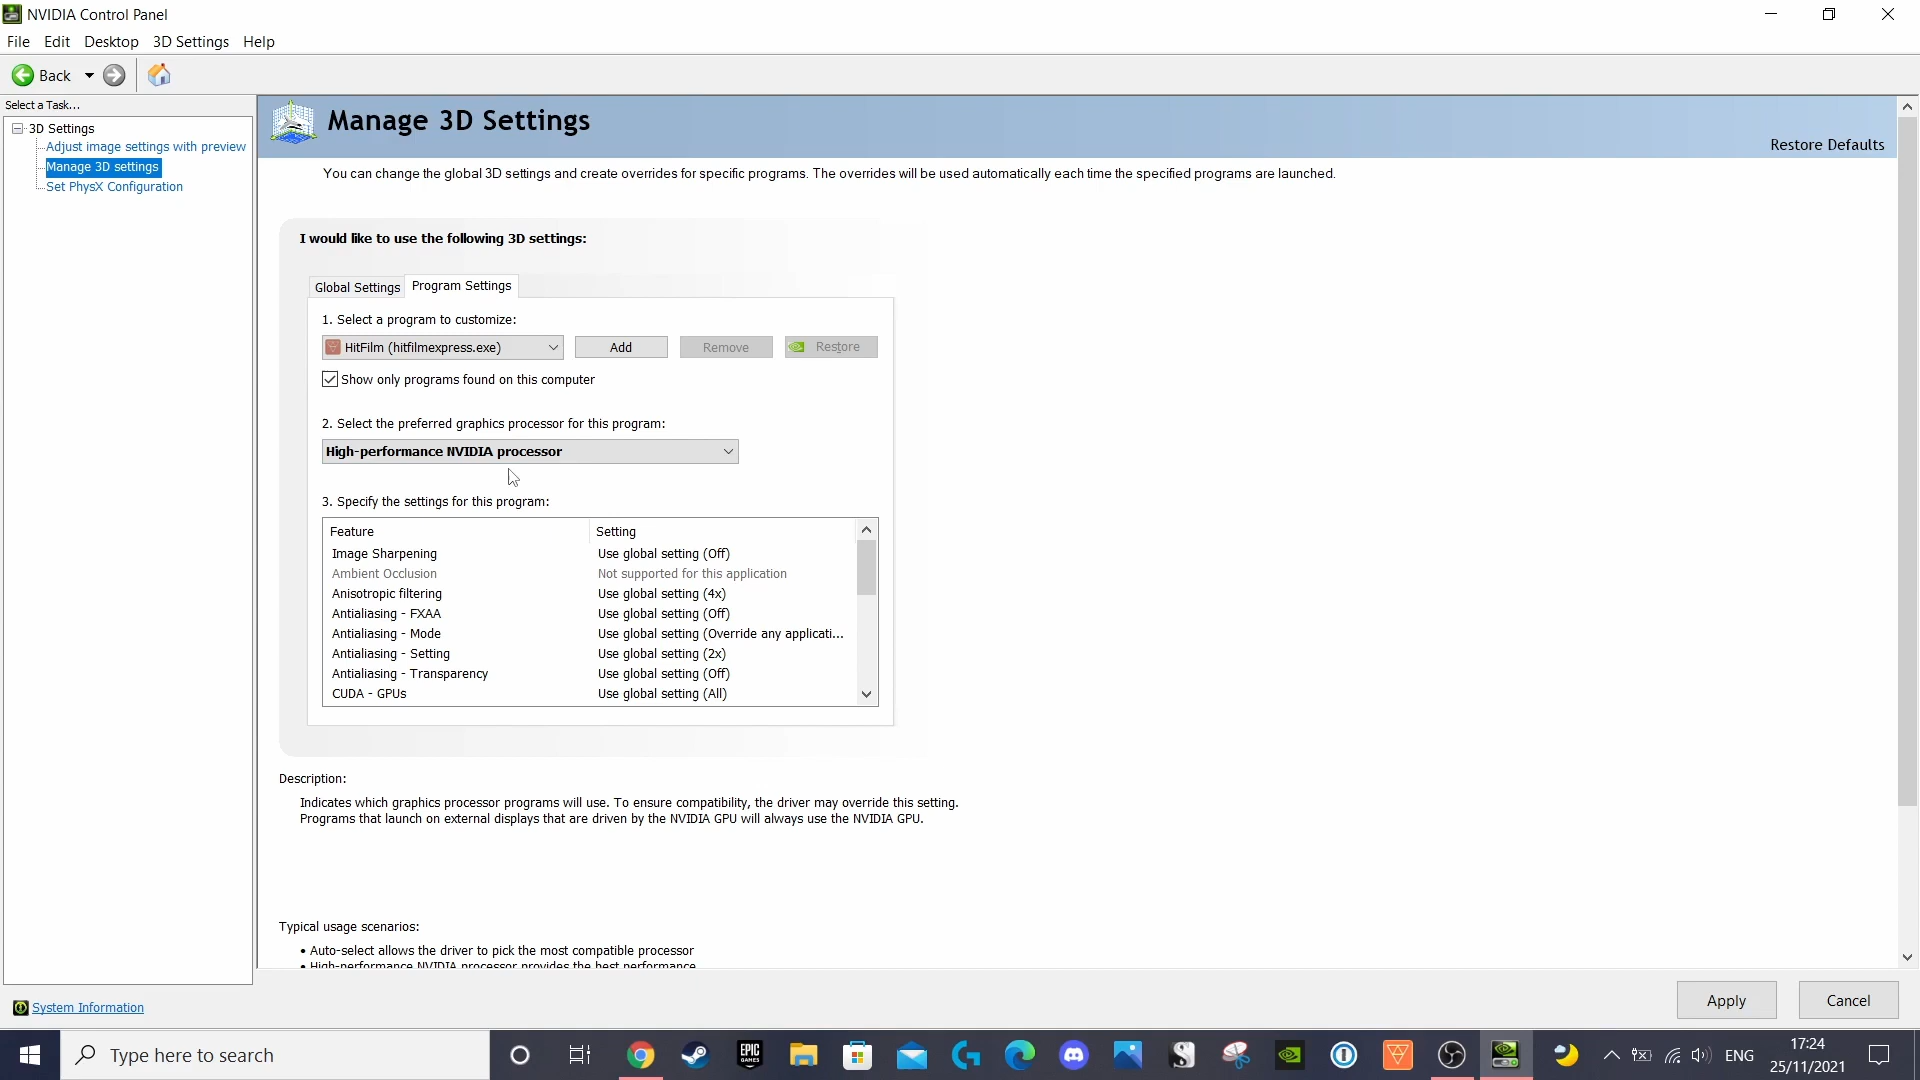 NVIDIA Control Panel
File Edit Desktop 3D Settings Help
Back
Select a Task...
3D Settings
Adjust image settings with preview
Manage 3D settings
Set PhysX Configuration
Manage 3D Settings
Restore Defaults
You can change the global 3D settings and create overrides for specific programs. The overrides will be used automatically each time the specified programs are launched.
I would like to use the following 3D settings:
Global Settings Program Settings
1. Select a program to customize:
HitFilm (hitfilmexpress.exe) Add Remove Restore
Show only programs found on this computer
2. Select the preferred graphics processor for this program:
High-performance NVIDIA processor
3. Specify the settings for this program:
Feature Setting
Image Sharpening Use global setting (Off)
Ambient Occlusion Not supported for this application
Anisotropic filtering Use global setting (4x)
Antialiasing - FXAA Use global setting (Off)
Antialiasing - Mode Use global setting (Override any applicati...
Antialiasing - Setting Use global setting (2x)
Antialiasing - Transparency Use global setting (Off)
CUDA - GPUs Use global setting (All)
Description:
Indicates which graphics processor programs will use. To ensure compatibility, the driver may override this setting.
Programs that launch on external displays that are driven by the NVIDIA GPU will always use the NVIDIA GPU.
Typical usage scenarios:
• Auto-select allows the driver to pick the most compatible processor
• High-performance NVIDIA processor provides the best performance
System Information
Apply Cancel
Type here to search
EPIC GAMES
ENG
17:24
25/11/2021